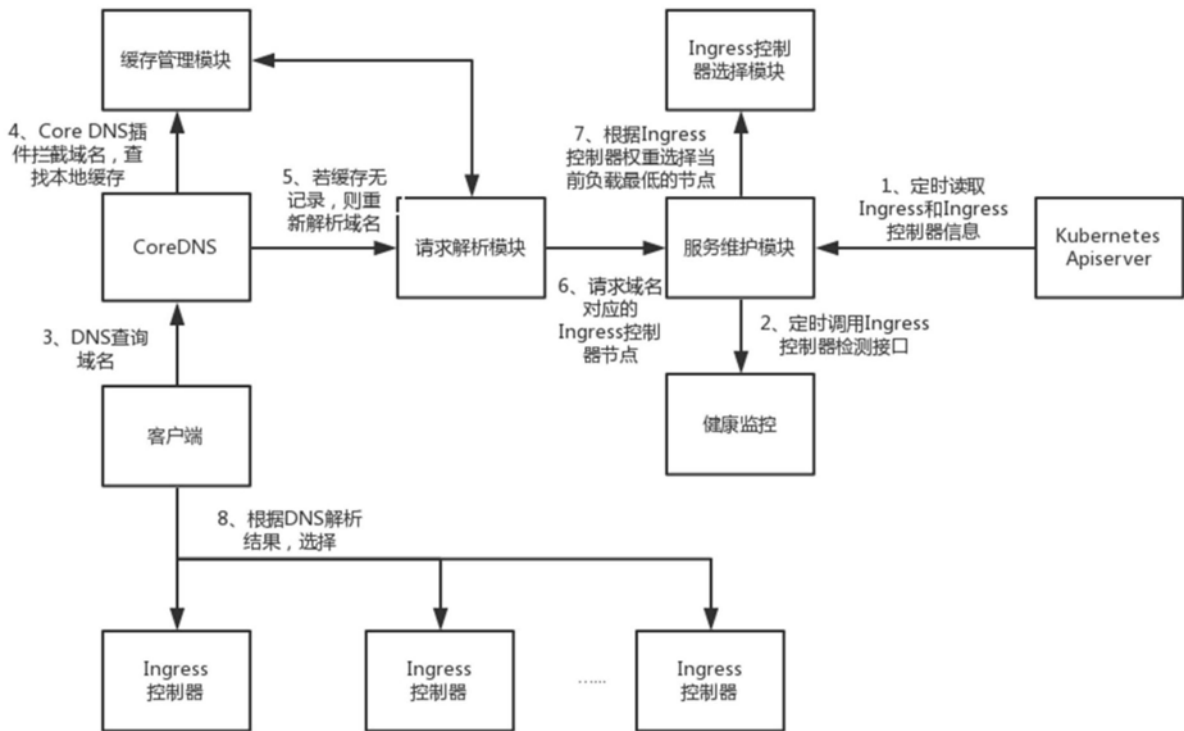 缓存管理模块
Ingress控制
器选择模块
4、Core DNS插
件拦截域名，查
找本地缓存
5、若缓存无
记录，则重
新解析域名
7、根据Ingress
控制器权重选择当
前负载最低的节点
1、定时读取
Ingress和Ingress
控制器信息
CoreDNS
请求解析模块
服务维护模块
Kubernetes
Apiserver
3、DNS查询
域名
6、请求域名
对应的
Ingress控制
器节点
2、定时调用Ingress
控制器检测接口
客户端
健康监控
8、根据DNS解析
结果，选择
Ingress
控制器
Ingress
控制器
......
Ingress
控制器